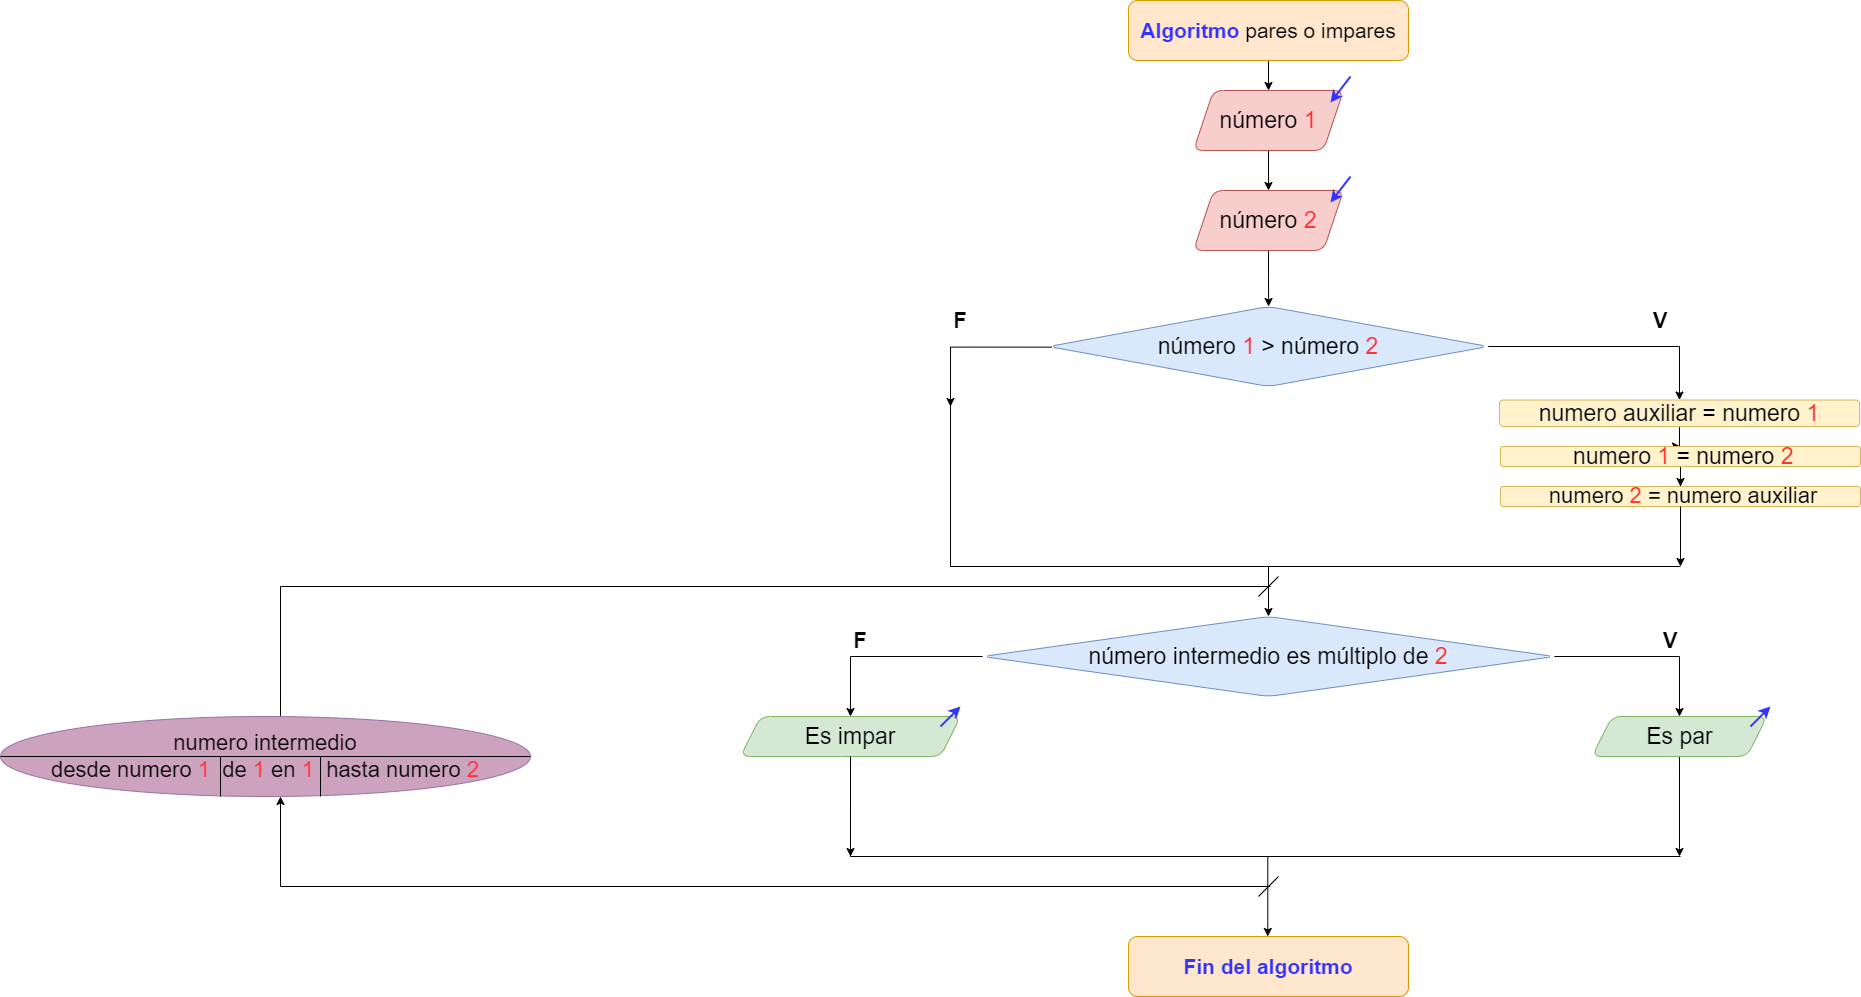 Algoritmo pares o impares
número 1
número 2
F
V
número 1 > número 2
numero auxiliar = numero 1
numero 1 = numero 2
numero 2 = numero auxiliar
F
V
número intermedio es múltiplo de 2
Es impar
Es par
numero intermedio
desde numero 1 de 1 en 1 hasta numero 2
Fin del algoritmo